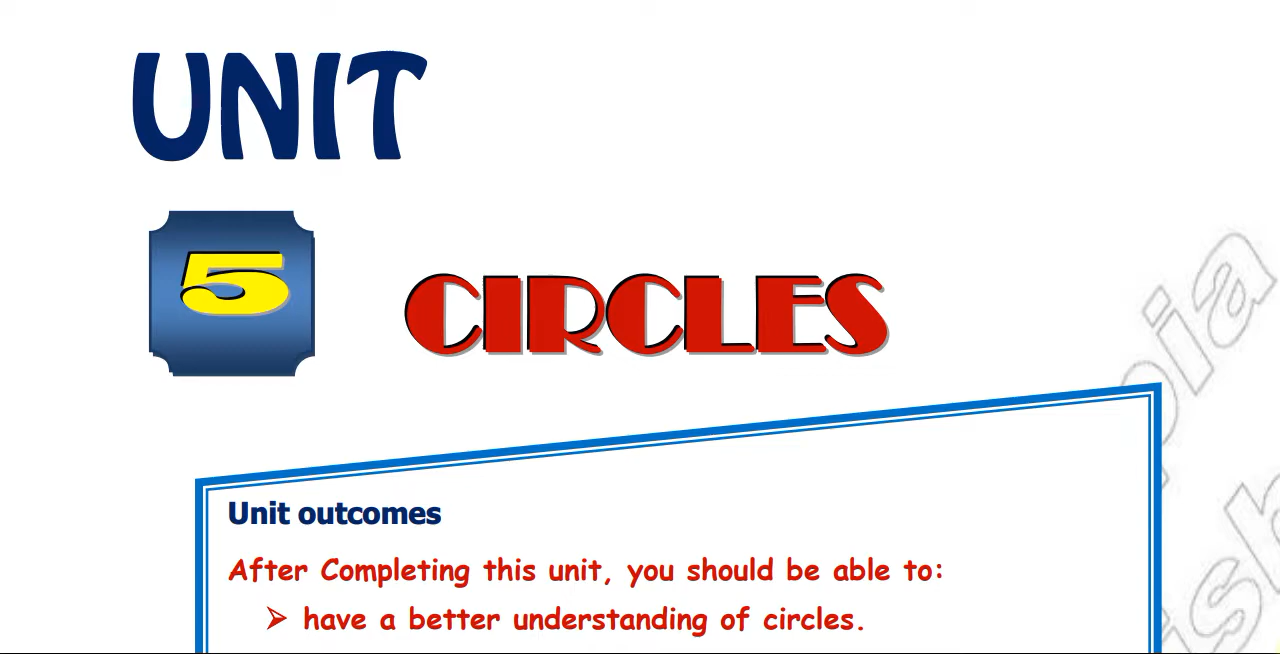 UNIT
5
CIRCLES
Unit outcomes
After Completing this unit, you should be able to:
➢ have a better understanding of circles.